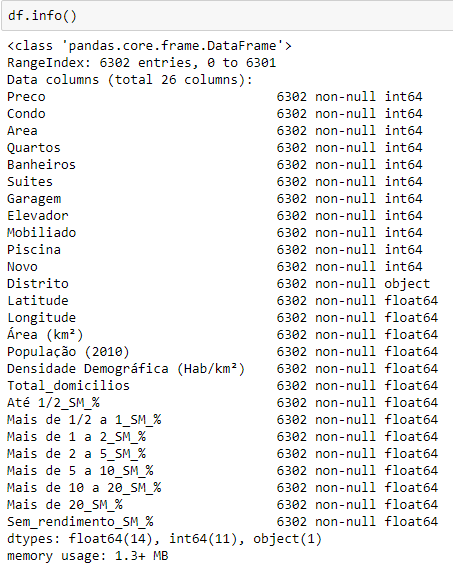 df.info()
<class 'pandas.core.frame.DataFrame'>
RangeIndex: 6302 entries, 0 to 6301
Data columns (total 26 columns):
Preco                             6302 non-null int64
Condo                             6302 non-null int64
Area                              6302 non-null int64
Quartos                           6302 non-null int64
Banheiros                         6302 non-null int64
Suites                            6302 non-null int64
Garagem                           6302 non-null int64
Elevador                          6302 non-null int64
Mobiliado                         6302 non-null int64
Piscina                           6302 non-null int64
Novo                              6302 non-null int64
Distrito                          6302 non-null object
Latitude                          6302 non-null float64
Longitude                         6302 non-null float64
Área (km²)                        6302 non-null float64
População (2010)                  6302 non-null float64
Densidade Demográfica (Hab/km²)    6302 non-null float64
Total_domicilios                  6302 non-null float64
Até 1/2_SM_%                      6302 non-null float64
Mais de 1/2 a 1_SM_%              6302 non-null float64
Mais de 1 a 2_SM_%                6302 non-null float64
Mais de 2 a 5_SM_%                6302 non-null float64
Mais de 5 a 10_SM_%               6302 non-null float64
Mais de 10 a 20_SM_%              6302 non-null float64
Mais de 20_SM_%                   6302 non-null float64
Sem_rendimento_SM_%               6302 non-null float64
dtypes: float64(14), int64(11), object(1)
memory usage: 1.3+ MB